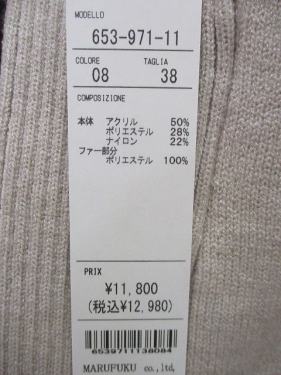 MODELLO
653-971-11
COLORE TAGLIA
08 38
COMPOSIZIONE
本体 アクリル 50%
ポリエステル 28%
ナイロン 22%
ファー部分
ポリエステル 100%
PRIX
¥11,800
(税込¥12,980)
6539711138084
MARUFUKU co.,ltd,